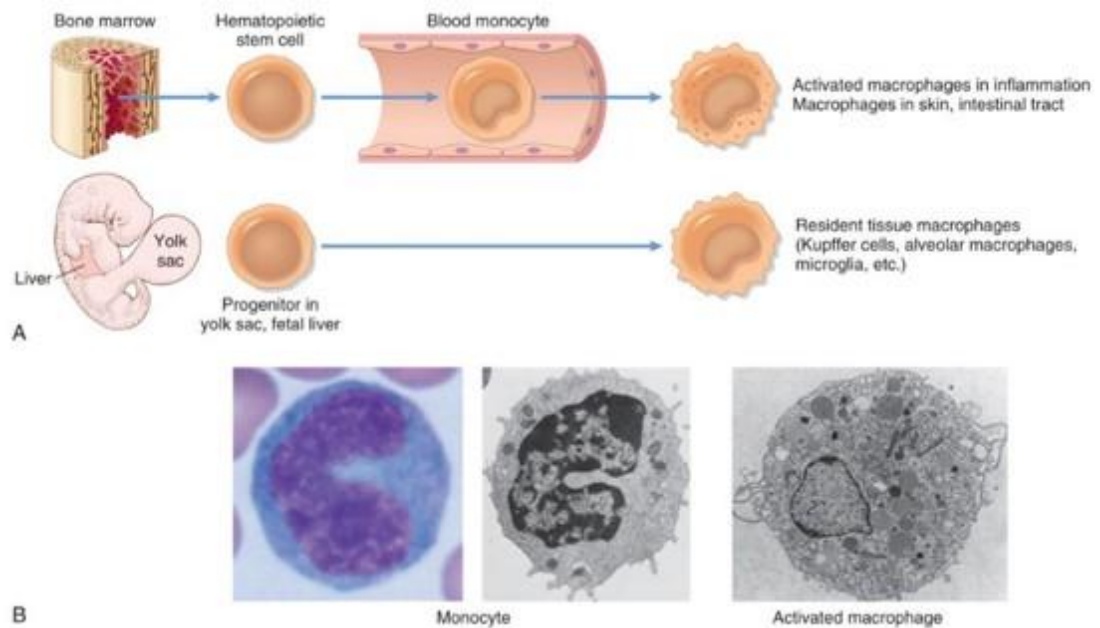 Bone marrow
Hematopoietic
stem cell
Blood monocyte
Activated macrophages in inflammation
Macrophages in skin, intestinal tract
Yolk
sac
Liver
Progenitor in
yolk sac, fetal liver
Resident tissue macrophages
(Kupffer cells, alveolar macrophages,
microglia, etc.)
A
B
Monocyte
Activated macrophage